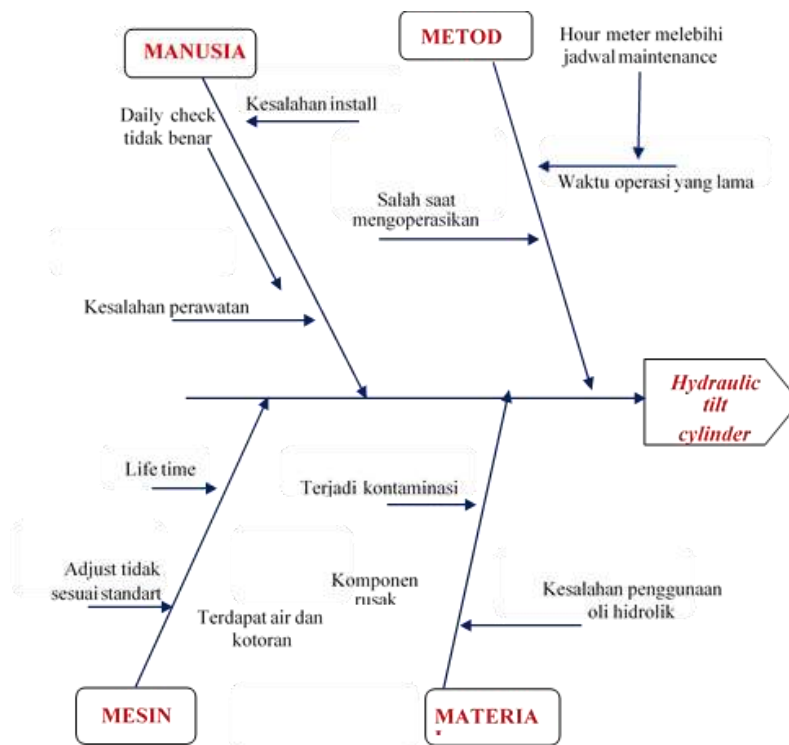 MANUSIA
METOD
Hour meter melebihi
jadwal maintenance
Daily check
tidak benar
Kesalahan install
Waktu operasi yang lama
Salah saat
mengoperasikan
Kesalahan perawatan
Hydraulic
tilt
cylinder
Life time
Terjadi kontaminasi
Adjust tidak
sesuai standart
Terdapat air dan
kotoran
Komponen
rusak
Kesalahan penggunaan
oli hidrolik
MESIN
MATERIA